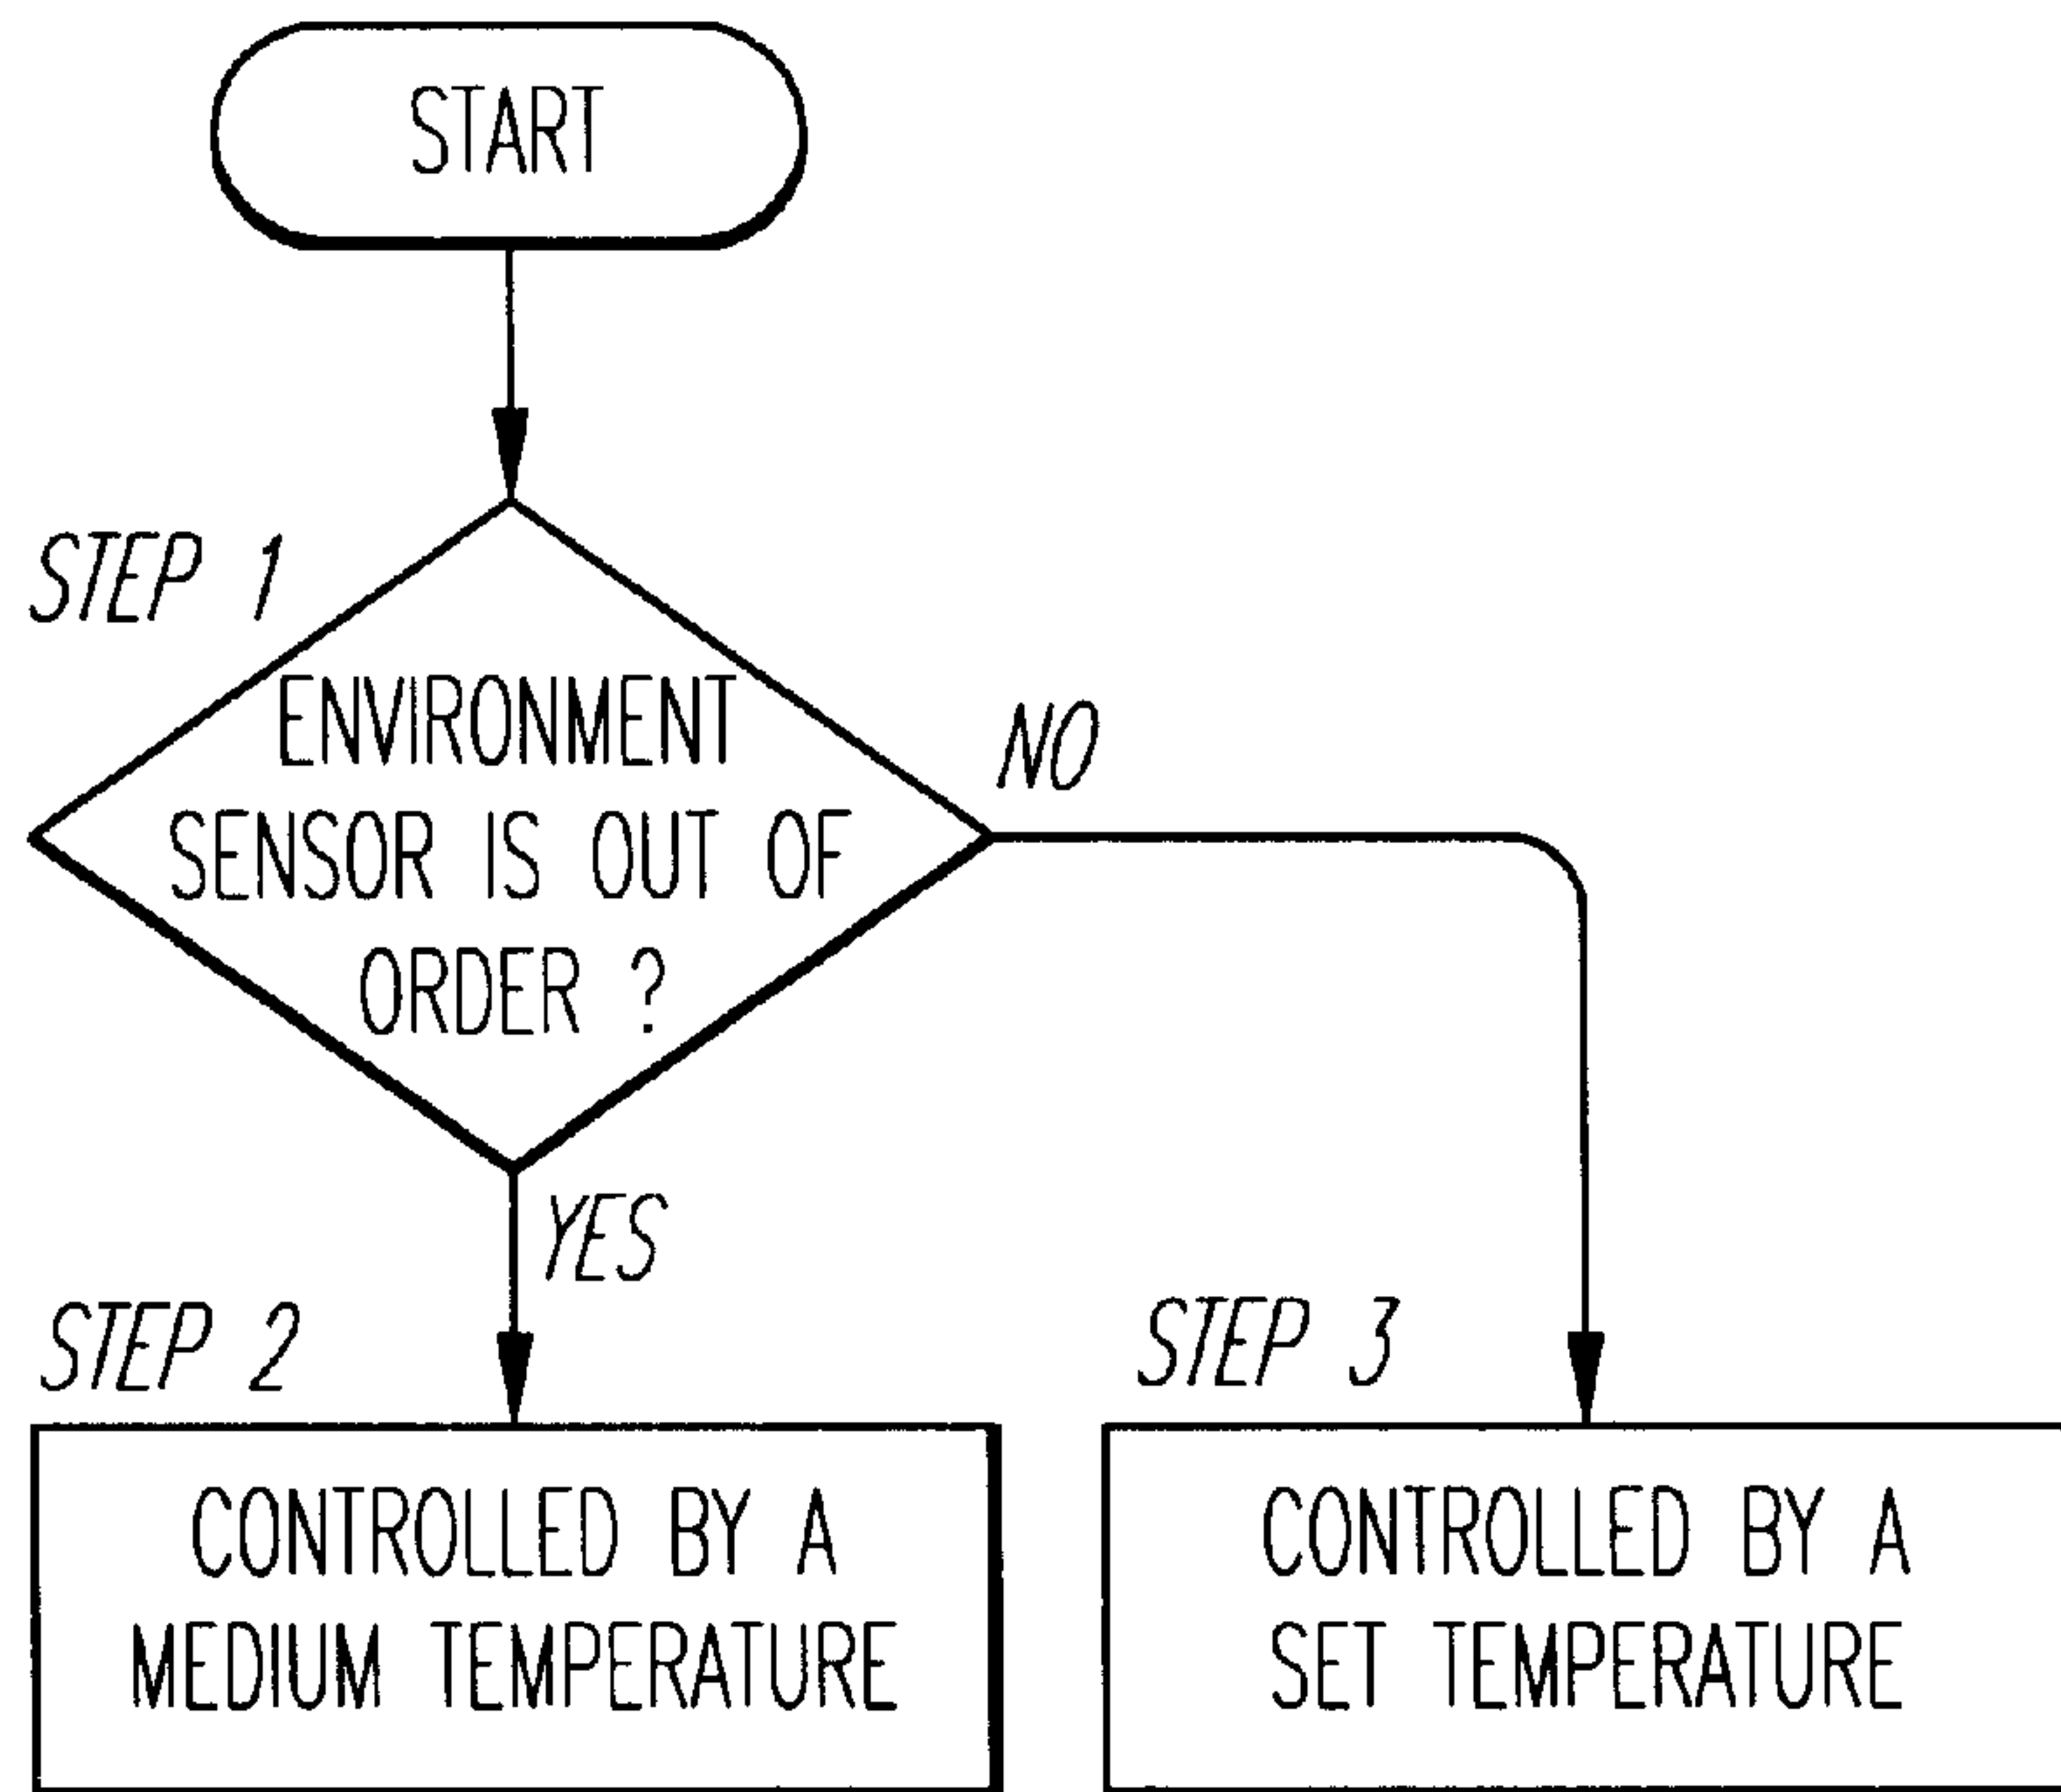 START
STEP 1
ENVIRONMENT
SENSOR IS OUT OF
ORDER ?
NO
YES
STEP 2
CONTROLLED BY A
MEDIUM TEMPERATURE
STEP 3
CONTROLLED BY A
SET TEMPERATURE